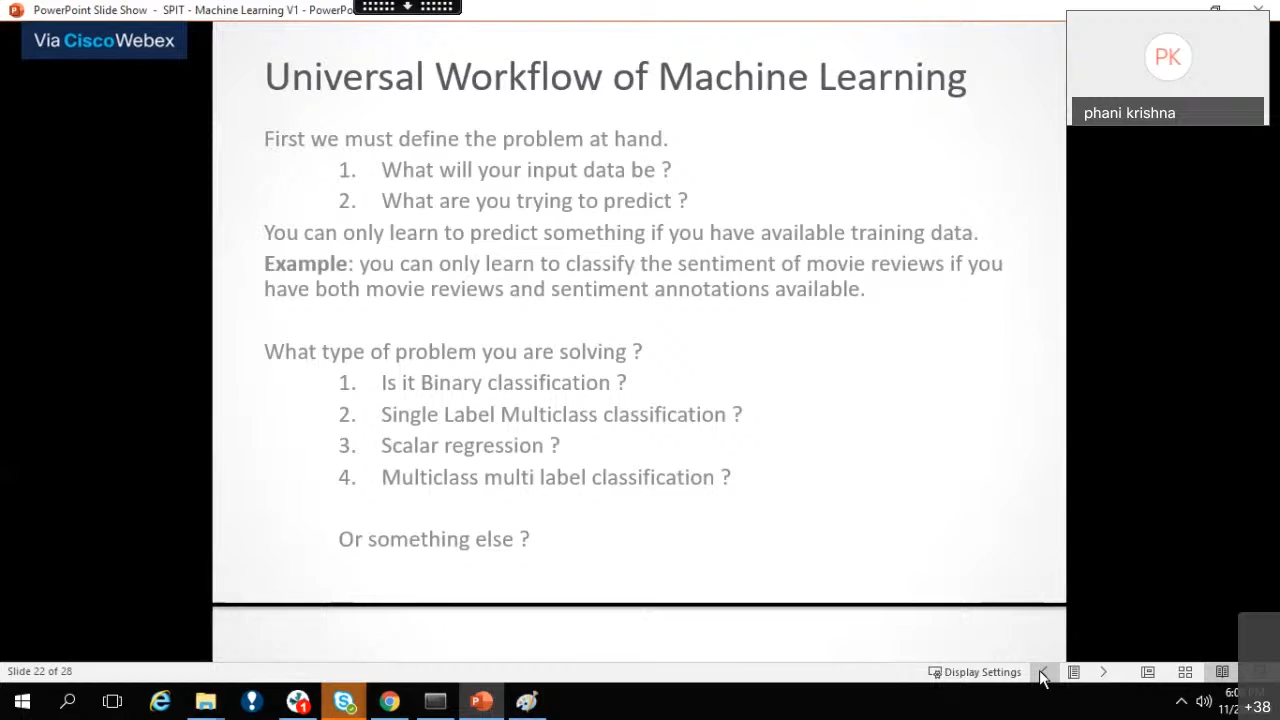 PowerPoint Slide Show - SPIT - Machine Learning V1 - PowerPo
Via CiscoWebex
PK
phani krishna
Universal Workflow of Machine Learning
First we must define the problem at hand.
1. What will your input data be ?
2. What are you trying to predict ?
You can only learn to predict something if you have available training data.
Example: you can only learn to classify the sentiment of movie reviews if you
have both movie reviews and sentiment annotations available.
What type of problem you are solving ?
1. Is it Binary classification ?
2. Single Label Multiclass classification ?
3. Scalar regression ?
4. Multiclass multi label classification ?
Or something else ?
Slide 22 of 28
Display Settings
1
11/2
+38